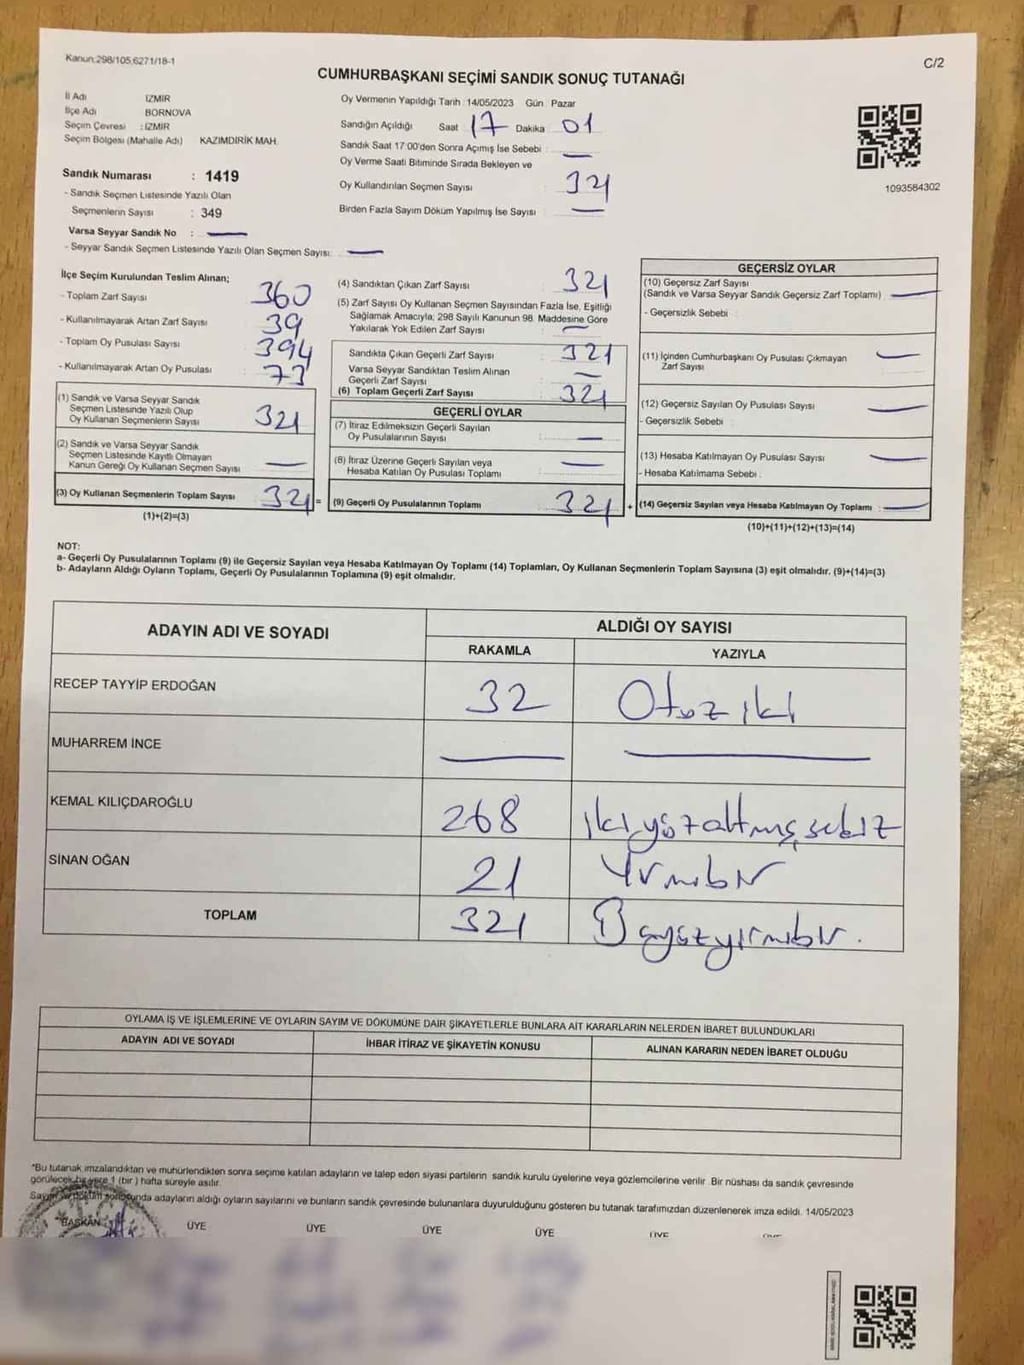 Kanun:298/105,6271/18-1
C/2
CUMHURBAŞKANI SEÇİMİ SANDIK SONUÇ TUTANAĞI
İl Adı : İZMİR
İlçe Adı : BORNOVA
Seçim Çevresi : İZMİR
Seçim Bölgesi (Mahalle Adı) KAZIMDİRİK MAH.
Sandık Numarası : 1419
- Sandık Seçmen Listesinde Yazılı Olan
Seçmenlerin Sayısı : 349
Varsa Seyyar Sandık No :
- Seyyar Sandık Seçmen Listesinde Yazılı Olan Seçmen Sayısı:
Oy Vermenin Yapıldığı Tarih :14/05/2023 Gün Pazar
Sandığın Açıldığı Saat 17 Dakika 01
Sandık Saat 17:00'den Sonra Açımış İse Sebebi :
Oy Verme Saati Bitiminde Sırada Bekleyen ve
Oy Kullandırılan Seçmen Sayısı : 321
Birden Fazla Sayım Döküm Yapılmış İse Sayısı :
1093584302
İlçe Seçim Kurulundan Teslim Alınan;
- Toplam Zarf Sayısı : 360
- Kullanılmayarak Artan Zarf Sayısı : 39
- Toplam Oy Pusulası Sayısı : 394
- Kullanılmayarak Artan Oy Pusulası : 73
(1) Sandık ve Varsa Seyyar Sandık
Seçmen Listesinde Yazılı Olup
Oy Kullanan Seçmenlerin Sayısı : 321
(2) Sandık ve Varsa Seyyar Sandık
Seçmen Listesinde Kayıtlı Olmayan
Kanun Gereği Oy Kullanan Seçmen Sayısı :
(3) Oy Kullanan Seçmenlerin Toplam Sayısı : 321 =
(1)+(2)=(3)
(4) Sandıktan Çıkan Zarf Sayısı : 321
(5) Zarf Sayısı Oy Kullanan Seçmen Sayısından Fazla İse, Eşitliği
Sağlamak Amacıyla; 298 Sayılı Kanunun 98. Maddesine Göre
Yakılarak Yok Edilen Zarf Sayısı :
Sandıkta Çıkan Geçerli Zarf Sayısı : 321
Varsa Seyyar Sandıktan Teslim Alınan
Geçerli Zarf Sayısı :
(6) Toplam Geçerli Zarf Sayısı : 321
GEÇERLİ OYLAR
(7) İtiraz Edilmeksizin Geçerli Sayılan
Oy Pusulalarının Sayısı :
(8) İtiraz Üzerine Geçerli Sayılan veya
Hesaba Katılan Oy Pusulası Toplamı :
(9) Geçerli Oy Pusulalarının Toplamı : 321 +
GEÇERSİZ OYLAR
(10) Geçersiz Zarf Sayısı
(Sandık ve Varsa Seyyar Sandık Geçersiz Zarf Toplamı) :
- Geçersizlik Sebebi :
(11) İçinden Cumhurbaşkanı Oy Pusulası Çıkmayan
Zarf Sayısı :
(12) Geçersiz Sayılan Oy Pusulası Sayısı :
- Geçersizlik Sebebi :
(13) Hesaba Katılmayan Oy Pusulası Sayısı :
- Hesaba Katılmama Sebebi :
(14) Geçersiz Sayılan veya Hesaba Katılmayan Oy Toplamı :
(10)+(11)+(12)+(13)=(14)
NOT:
a- Geçerli Oy Pusulalarının Toplamı (9) ile Geçersiz Sayılan veya Hesaba Katılmayan Oy Toplamı (14) Toplamları, Oy Kullanan Seçmenlerin Toplam Sayısına (3) eşit olmalıdır. (9)+(14)=(3)
b- Adayların Aldığı Oyların Toplamı, Geçerli Oy Pusulalarının Toplamına (9) eşit olmalıdır.
ADAYIN ADI VE SOYADI
ALDIĞI OY SAYISI
RAKAMLA YAZIYLA
RECEP TAYYİP ERDOĞAN 32 Otuziki
MUHARREM İNCE
KEMAL KILIÇDAROĞLU 268 ikiyüzaltmışsekiz
SİNAN OĞAN 21 Yirmibir
TOPLAM 321 Üçyüzyirmibir.
OYLAMA İŞ VE İŞLEMLERİNE VE OYLARIN SAYIM VE DÖKÜMÜNE DAİR ŞİKAYETLERLE BUNLARA AİT KARARLARIN NELERDEN İBARET BULUNDUKLARI
ADAYIN ADI VE SOYADI İHBAR İTİRAZ VE ŞİKAYETİN KONUSU ALINAN KARARIN NEDEN İBARET OLDUĞU
*Bu tutanak imzalandıktan ve mühürlendikten sonra seçime katılan adayların ve talep eden siyasi partilerin sandık kurulu üyelerine veya gözlemcilerine verilir. Bir nüshası da sandık çevresinde
görülecek bir yere 1 (bir) hafta süreyle asılır.
Sayım ve döküm sonucunda adayların aldığı oyların sayılarını ve bunların sandık çevresinde bulunanlara duyurulduğunu gösteren bu tutanak tarafımızdan düzenlenerek imza edildi. 14/05/2023
BAŞKAN ÜYE ÜYE ÜYE ÜYE ÜYE